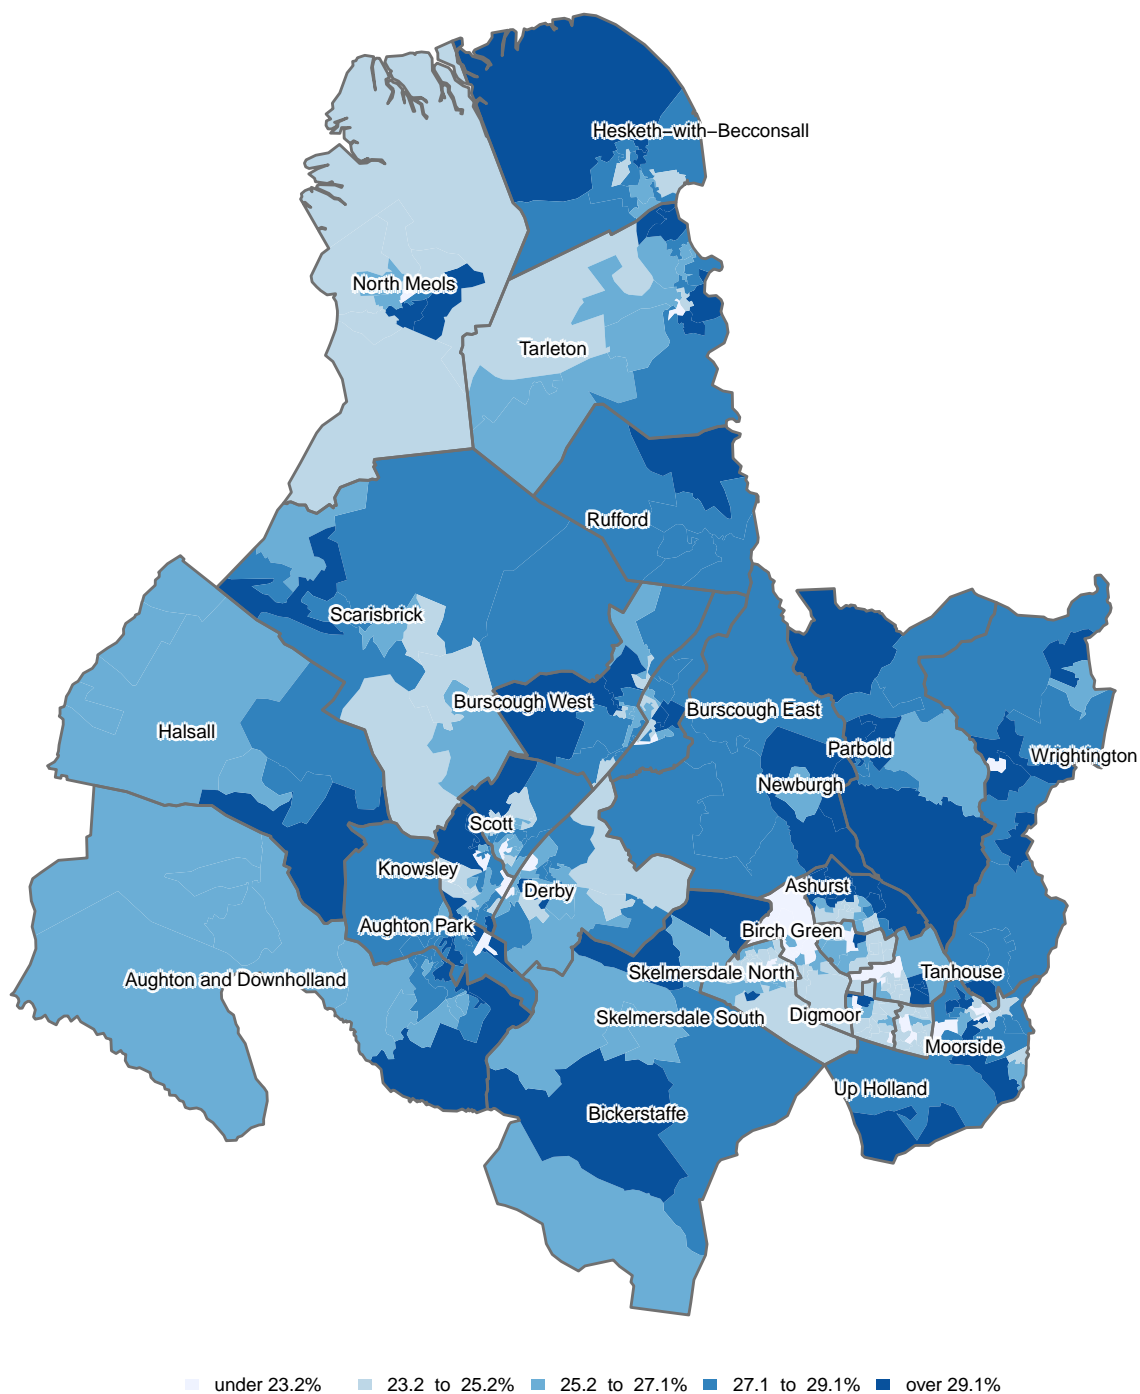 Hesketh−with−Becconsall
North Meols
Tarleton
Rufford
Scarisbrick
Burscough West
Burscough East
Halsall
Parbold
Wrightington
Newburgh
Scott
Knowsley
Derby
Ashurst
Aughton Park
Birch Green
Aughton and Downholland
Skelmersdale North
Tanhouse
Skelmersdale South
Digmoor
Moorside
Up Holland
Bickerstaffe
under 23.2% 23.2 to 25.2% 25.2 to 27.1% 27.1 to 29.1% over 29.1%